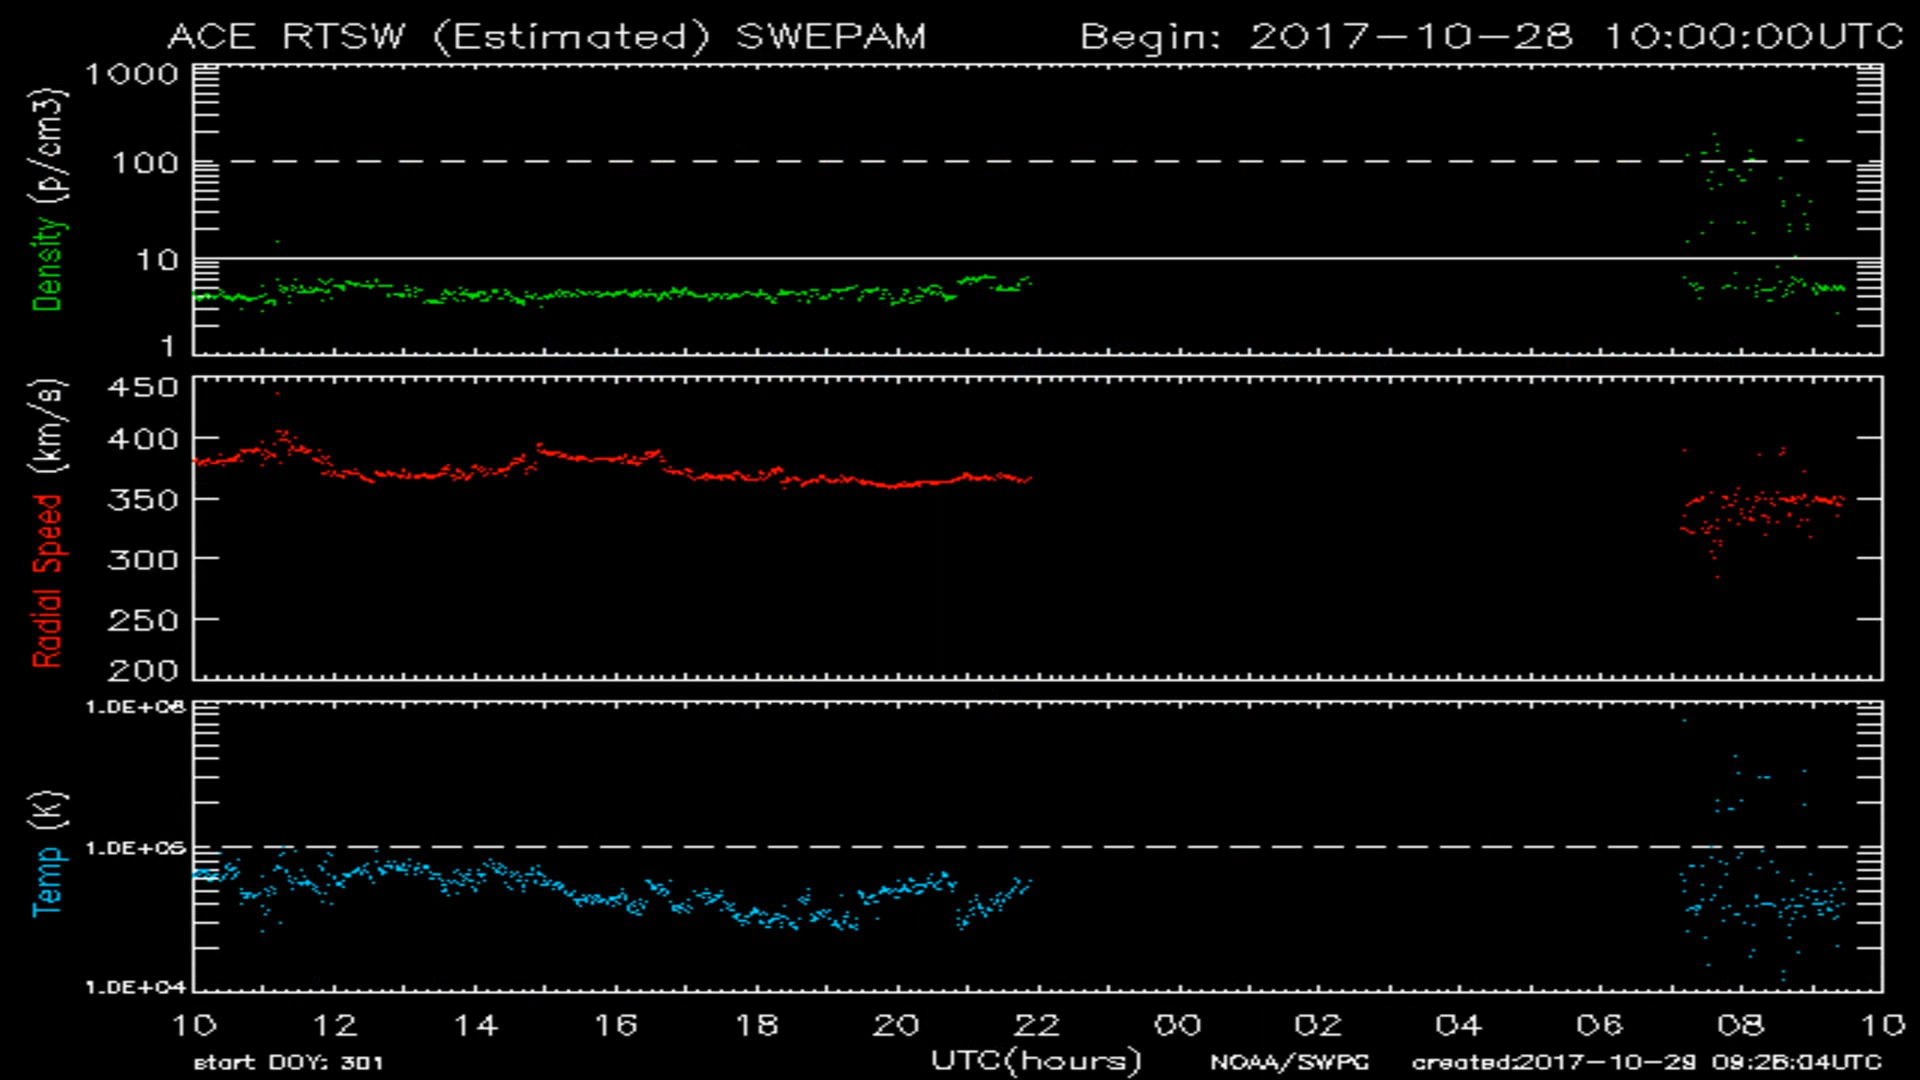 ACE RTSW (Estimated) SWEPAM Begin: 2017-10-28 10:00:00UTC
Density (p/cm3)
1000
100
10
1
Radial Speed (km/s)
450
400
350
300
250
200
Temp (K)
1.0E+06
1.0E+05
1.0E+04
10 12 14 16 18 20 22 00 02 04 06 08 10
start DOY: 301 UTC(hours) NOAA/SWPC created:2017-10-29 09:26:04UTC